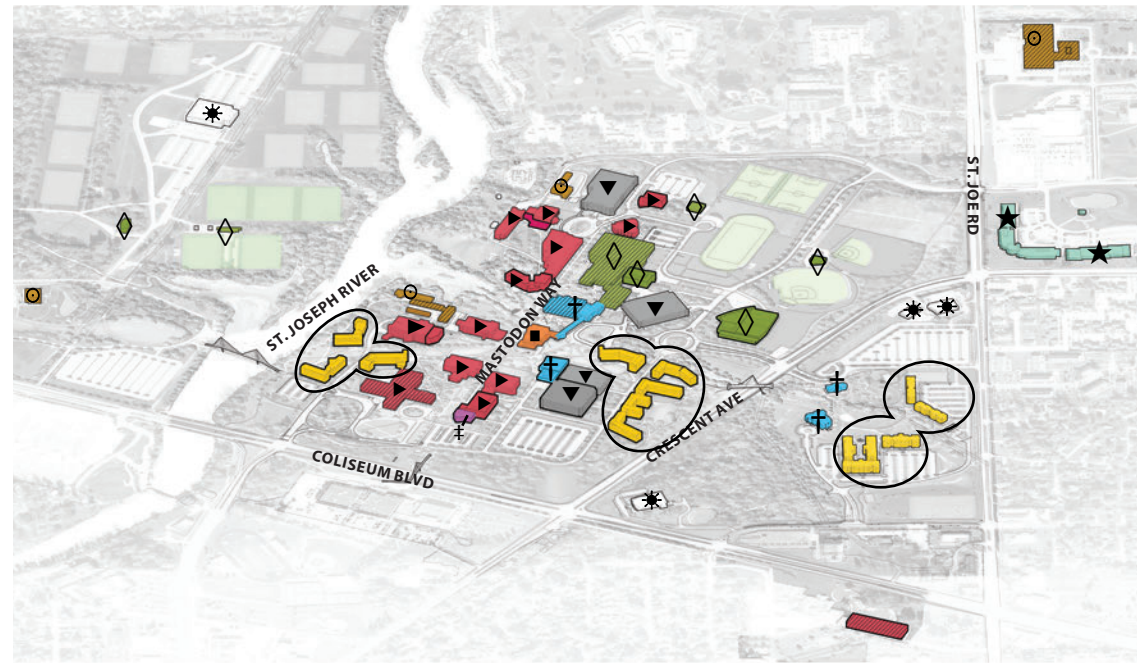 ST. JOE RD
ST. JOSEPH RIVER
MASTODON WAY
CRESCENT AVE
COLISEUM BLVD